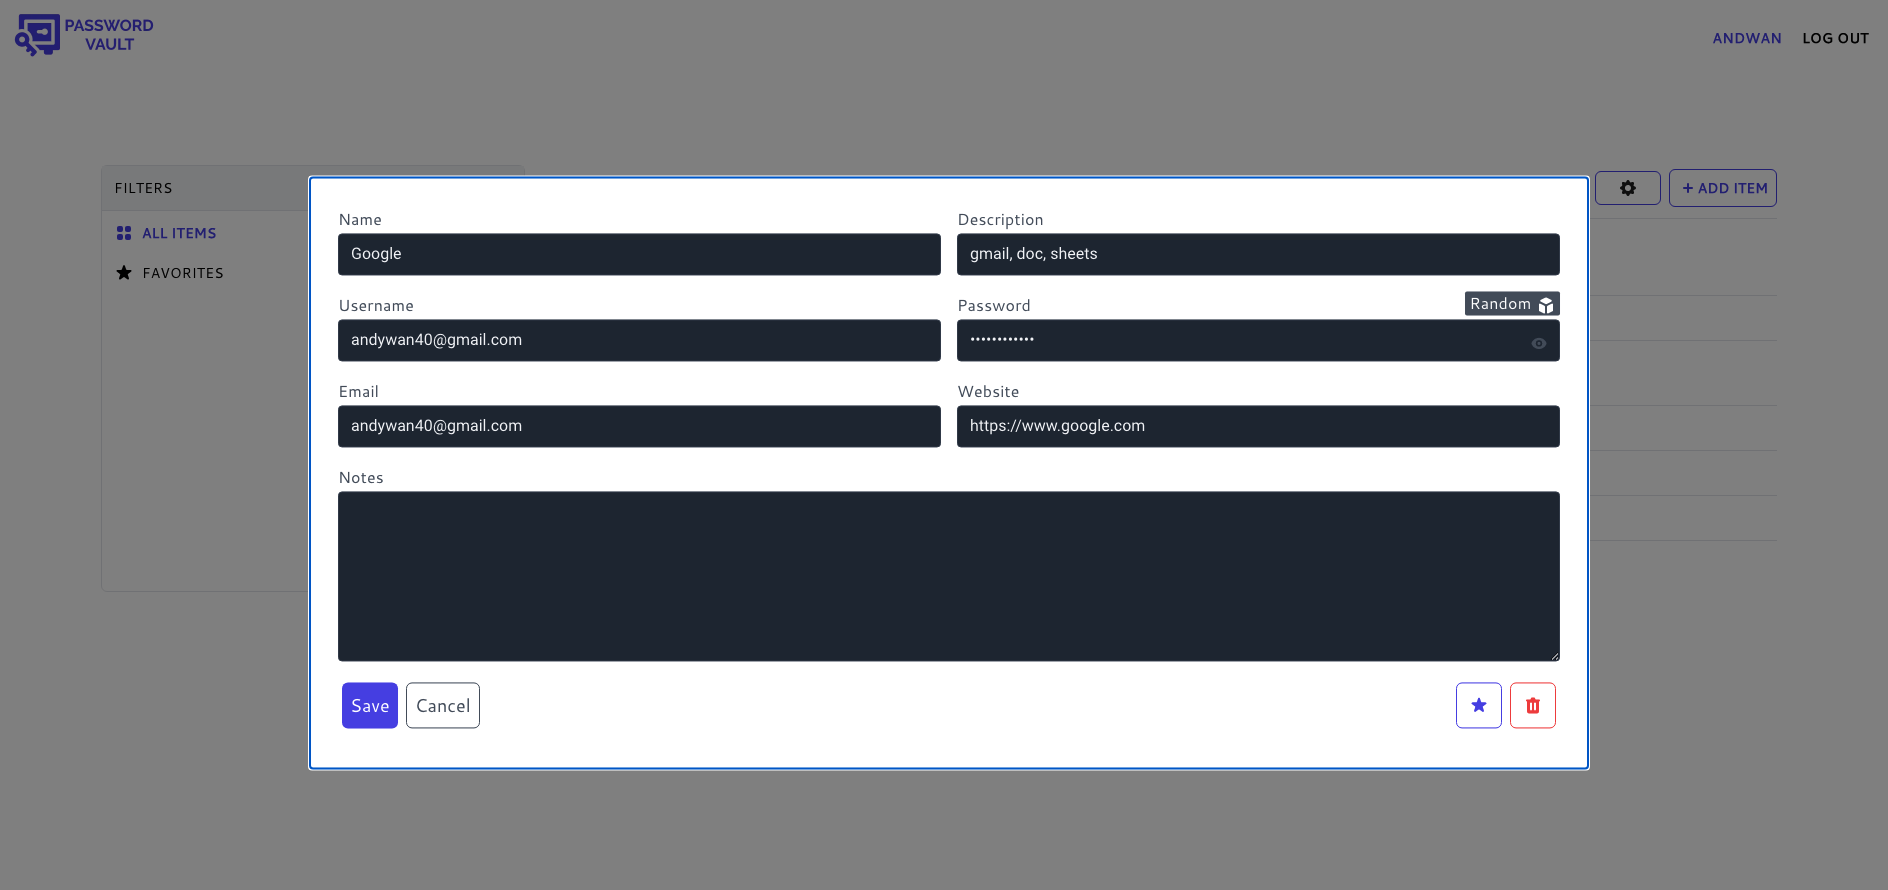 PASSWORD
VAULT
ANDWAN
LOG OUT
FILTERS
ALL ITEMS
FAVORITES
+ ADD ITEM
Name
Google
Description
gmail, doc, sheets
Username
andywan40@gmail.com
Password
Random
••••••••••••
Email
andywan40@gmail.com
Website
https://www.google.com
Notes
Save
Cancel